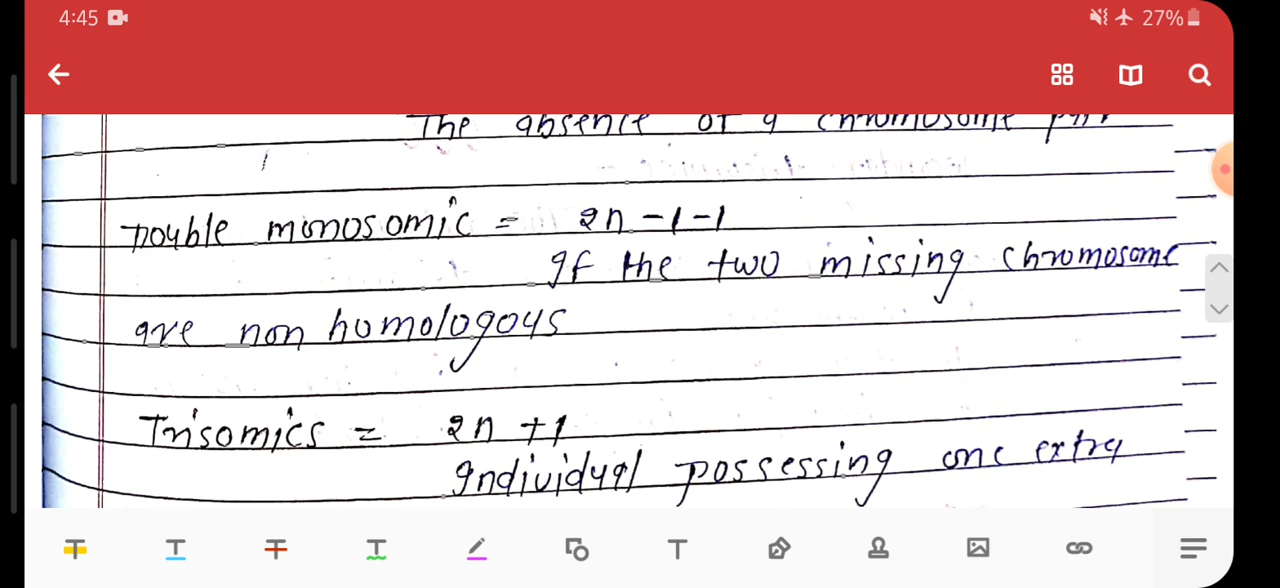 4:45
27%
The absence of a chromosome pair
Double monosomic = 2n -1-1
If the two missing chromosome
are non homologous
Trisomics = 2n +1
Individual possessing one extra